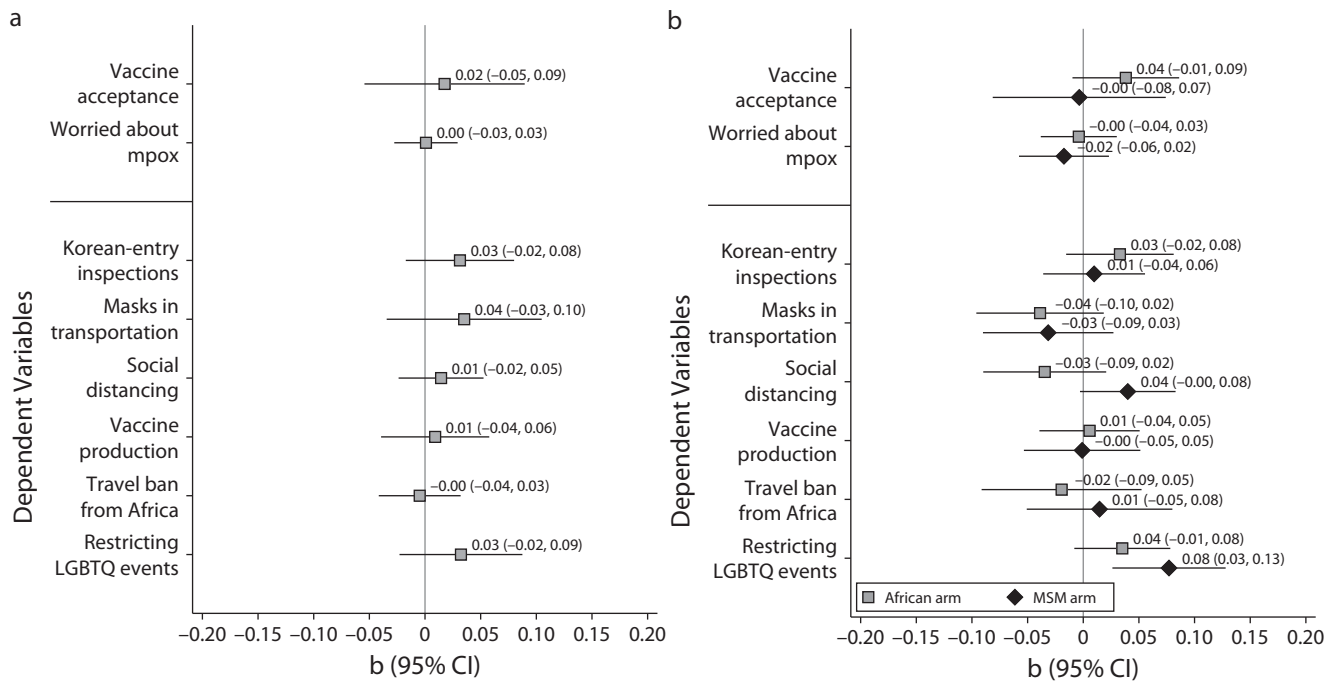 a
Vaccine
acceptance
0.02 (−0.05, 0.09)
Worried about
mpox
0.00 (−0.03, 0.03)
Dependent Variables
Korean-entry
inspections
0.03 (−0.02, 0.08)
Masks in
transportation
0.04 (−0.03, 0.10)
Social
distancing
0.01 (−0.02, 0.05)
Vaccine
production
0.01 (−0.04, 0.06)
Travel ban
from Africa
−0.00 (−0.04, 0.03)
Restricting
LGBTQ events
0.03 (−0.02, 0.09)
−0.20 −0.10 −0.05 0 0.05 0.10 0.15 0.20
b (95% CI)
b
Vaccine
acceptance
0.04 (−0.01, 0.09)
−0.00 (−0.08, 0.07)
Worried about
mpox
−0.00 (−0.04, 0.03)
−0.02 (−0.06, 0.02)
Dependent Variables
Korean-entry
inspections
0.03 (−0.02, 0.08)
0.01 (−0.04, 0.06)
Masks in
transportation
−0.04 (−0.10, 0.02)
−0.03 (−0.09, 0.03)
Social
distancing
−0.03 (−0.09, 0.02)
0.04 (−0.00, 0.08)
Vaccine
production
0.01 (−0.04, 0.05)
−0.00 (−0.05, 0.05)
Travel ban
from Africa
−0.02 (−0.09, 0.05)
0.01 (−0.05, 0.08)
Restricting
LGBTQ events
0.04 (−0.01, 0.08)
0.08 (0.03, 0.13)
African arm MSM arm
−0.20 −0.10 −0.05 0 0.05 0.10 0.15 0.20
b (95% CI)